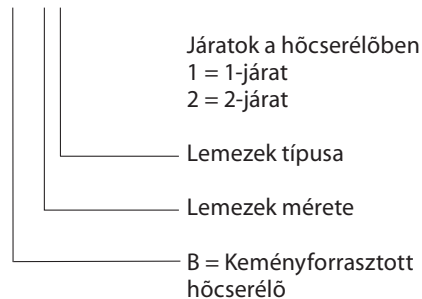 Járatok a hõcserélõben
1 = 1-járat
2 = 2-járat
Lemezek típusa
Lemezek mérete
B = Keményforrasztott
hõcserélõ